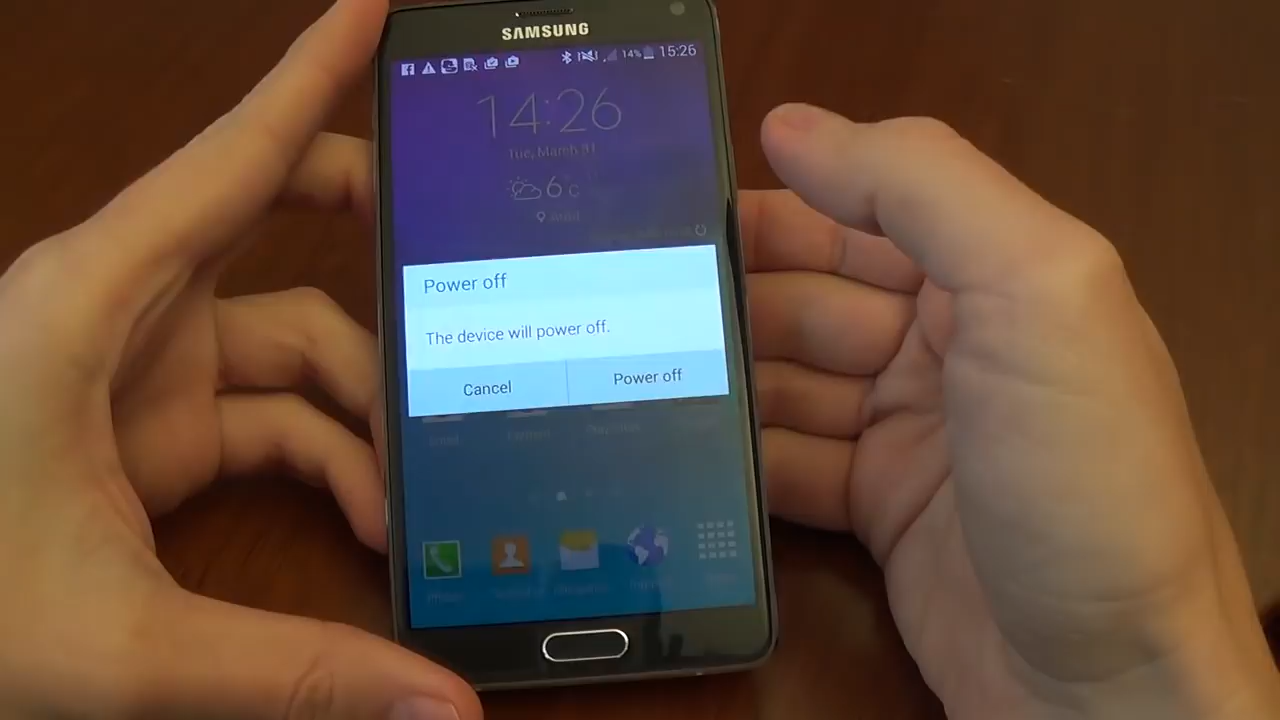 SAMSUNG
14% 15:26
14:26
Tue, March 31
6 C
Power off
The device will power off.
Cancel
Power off